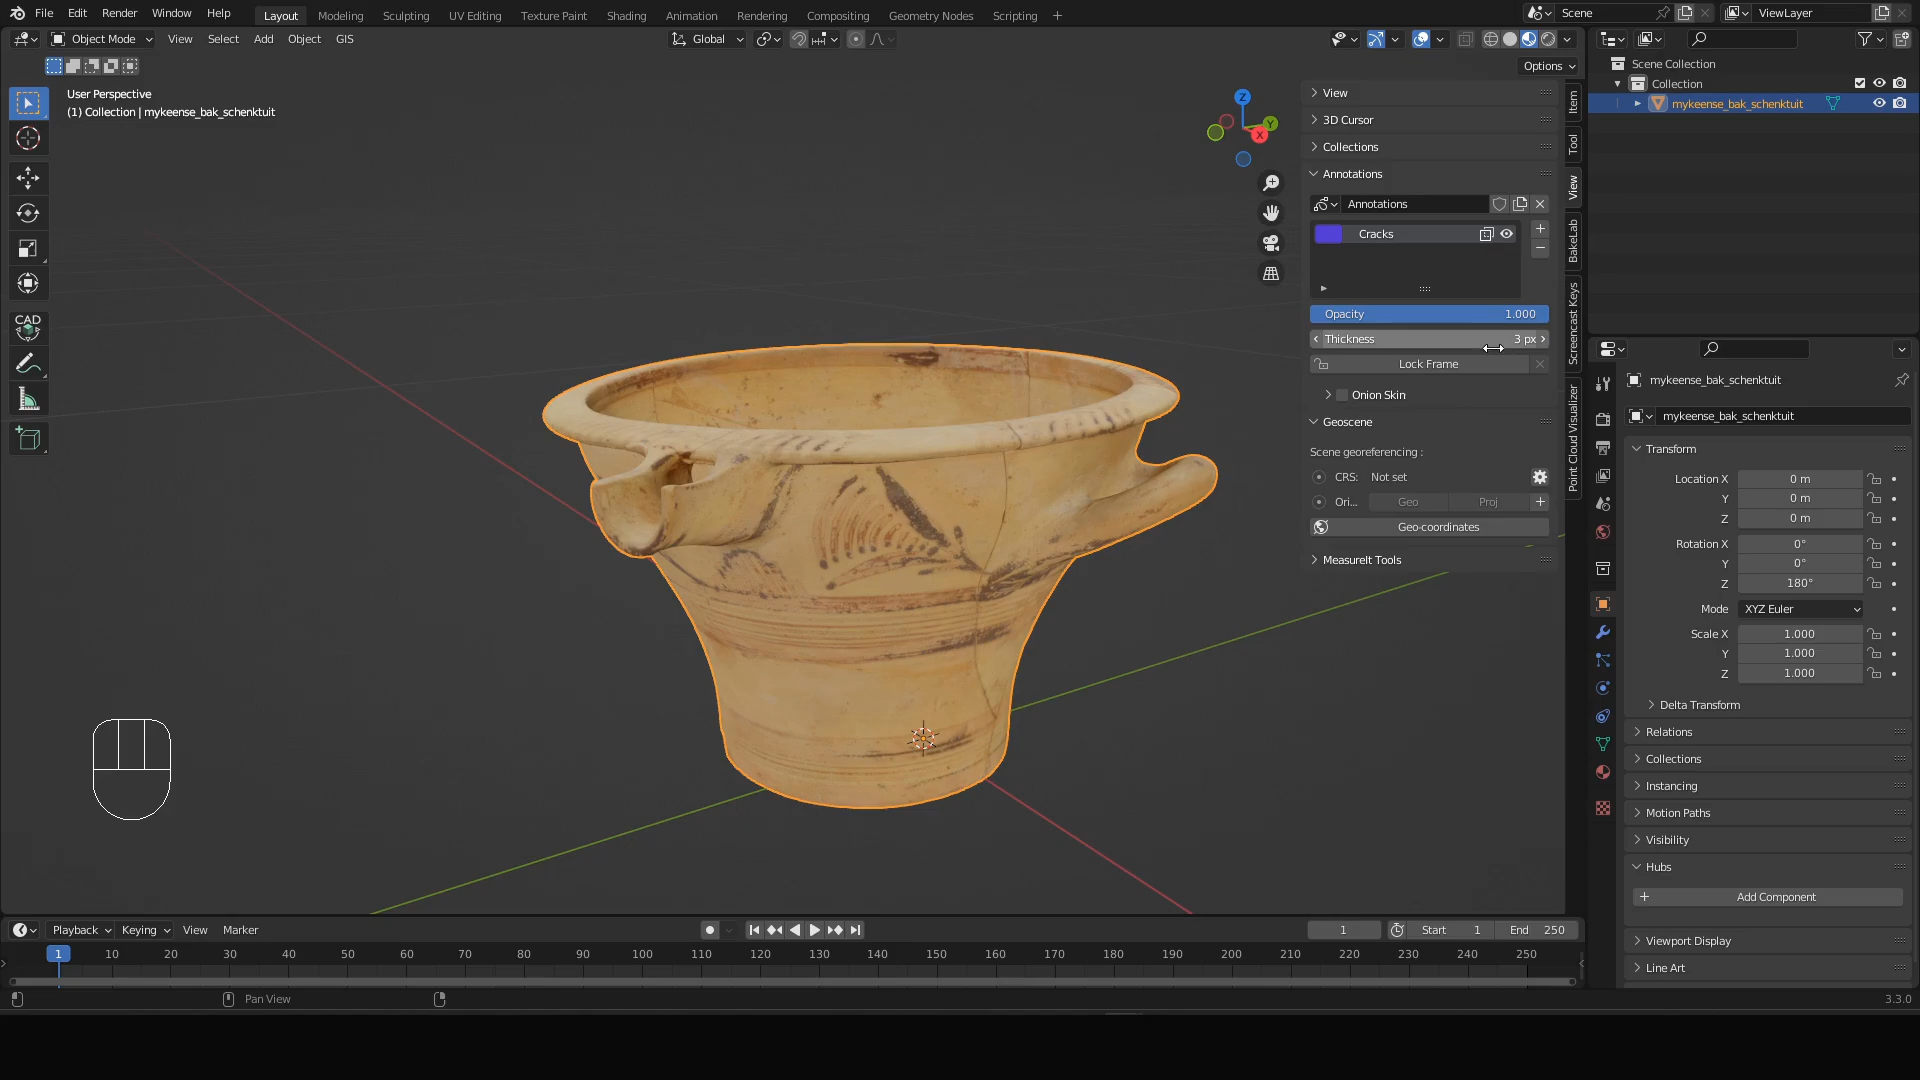 File Edit Render Window Help
Layout Modeling Sculpting UV Editing Texture Paint Shading Animation Rendering Compositing Geometry Nodes Scripting +
Scene
ViewLayer
Object Mode View Select Add Object GIS
Global
Options
User Perspective
(1) Collection | mykeense_bak_schenktuit
Z
Y
X
CAD
View
3D Cursor
Collections
Annotations
Annotations
Cracks
Opacity 1.000
Thickness 3 px
Lock Frame
Onion Skin
Geoscene
Scene georeferencing :
CRS: Not set
Ori... Geo Proj
Geo-coordinates
MeasureIt Tools
Item
Tool
View
BakeLab
Screencast Keys
Point Cloud Visualizer
Scene Collection
Collection
mykeense_bak_schenktuit
mykeense_bak_schenktuit
mykeense_bak_schenktuit
Transform
Location X 0 m
Y 0 m
Z 0 m
Rotation X 0°
Y 0°
Z 180°
Mode XYZ Euler
Scale X 1.000
Y 1.000
Z 1.000
Delta Transform
Relations
Collections
Instancing
Motion Paths
Visibility
Hubs
Add Component
Viewport Display
Line Art
Playback Keying View Marker
1 Start 1 End 250
1 10 20 30 40 50 60 70 80 90 100 110 120 130 140 150 160 170 180 190 200 210 220 230 240 250
Pan View
3.3.0